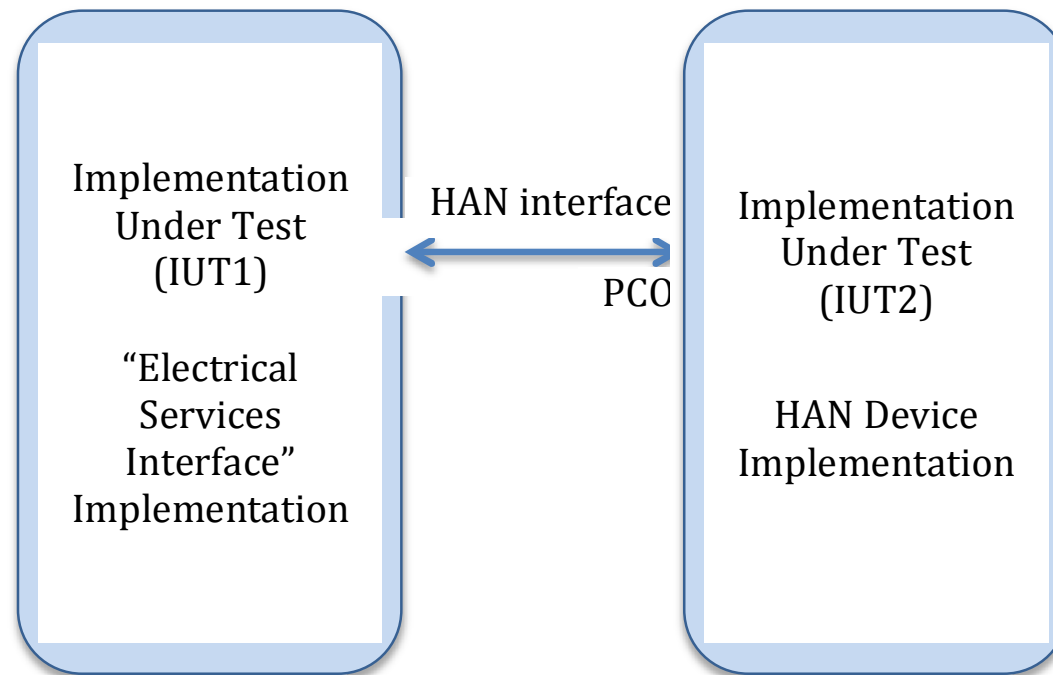 Implementation
Under Test
(IUT1)
“Electrical
Services
Interface”
Implementation
HAN interface
PCO
Implementation
Under Test
(IUT2)
HAN Device
Implementation